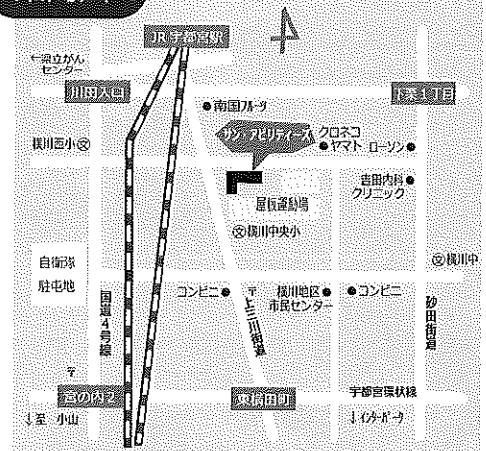 JR 宇都宮駅
←県立がん
センター
川田入口
下栗1丁目
南国フルーツ
サン・アビリティーズ
クロネコ
ヤマト
ローソン
横川西小
文
吉田内科
クリニック
屋板運動場
文横川中央小
文横川中
自衛隊
駐屯地
国道4号線
コンビニ
〒
上三川街道
横川地区
市民センター
コンビニ
砂田街道
〒
宮の内2
東横田町
宇都宮環状線
↓至 小山
↓インターパーク